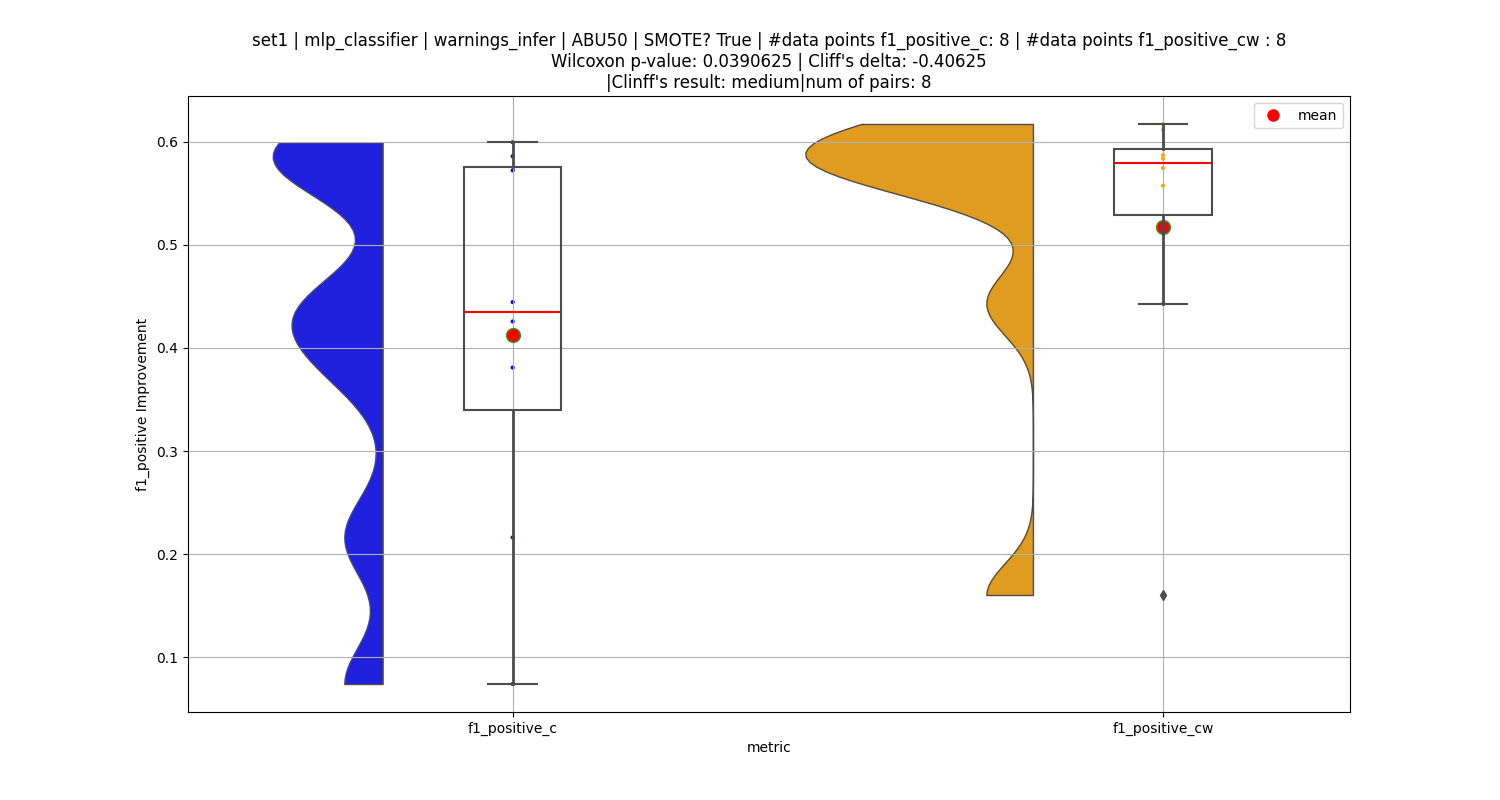 set1 | mlp_classifier | warnings_infer | ABU50 | SMOTE? True | #data points f1_positive_c: 8 | #data points f1_positive_cw : 8
Wilcoxon p-value: 0.0390625 | Cliff's delta: -0.40625
|Clinff's result: medium|num of pairs: 8
mean
0.6
0.5
0.4
0.3
0.2
0.1
f1_positive Improvement
f1_positive_c
f1_positive_cw
metric